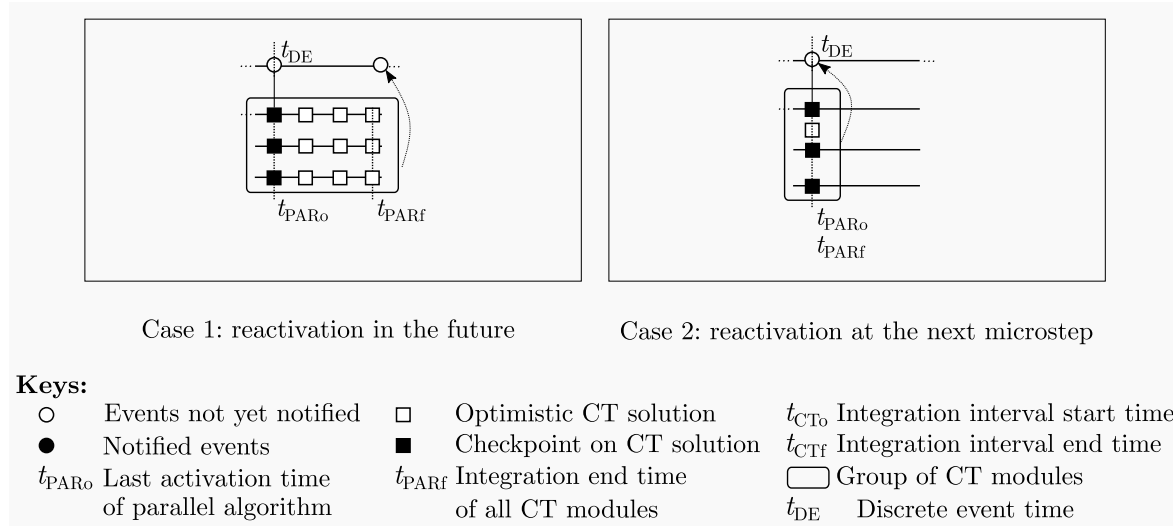 t_DE
t_PARo t_PARf
Case 1: reactivation in the future
t_DE
t_PARo
t_PARf
Case 2: reactivation at the next microstep
Keys:
Events not yet notified
Notified events
t_PARo Last activation time
of parallel algorithm
Optimistic CT solution
Checkpoint on CT solution
t_PARf Integration end time
of all CT modules
t_CTo Integration interval start time
t_CTf Integration interval end time
Group of CT modules
t_DE Discrete event time